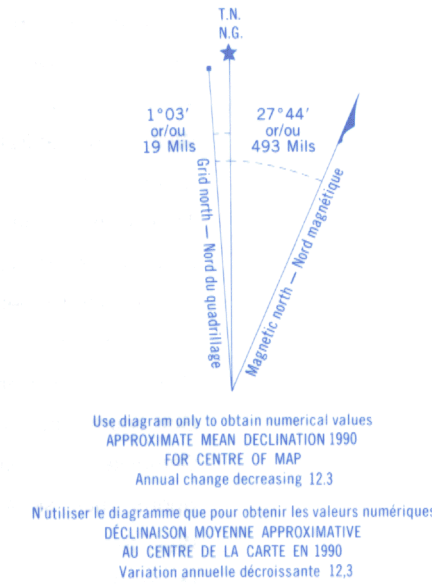 T.N.
N.G.
1°03′
or/ou
19 Mils
27°44′
or/ou
493 Mils
Grid north — Nord du quadrillage
Magnetic north — Nord magnétique
Use diagram only to obtain numerical values
APPROXIMATE MEAN DECLINATION 1990
FOR CENTRE OF MAP
Annual change decreasing 12.3
N'utiliser le diagramme que pour obtenir les valeurs numériques
DÉCLINAISON MOYENNE APPROXIMATIVE
AU CENTRE DE LA CARTE EN 1990
Variation annuelle décroissante 12,3